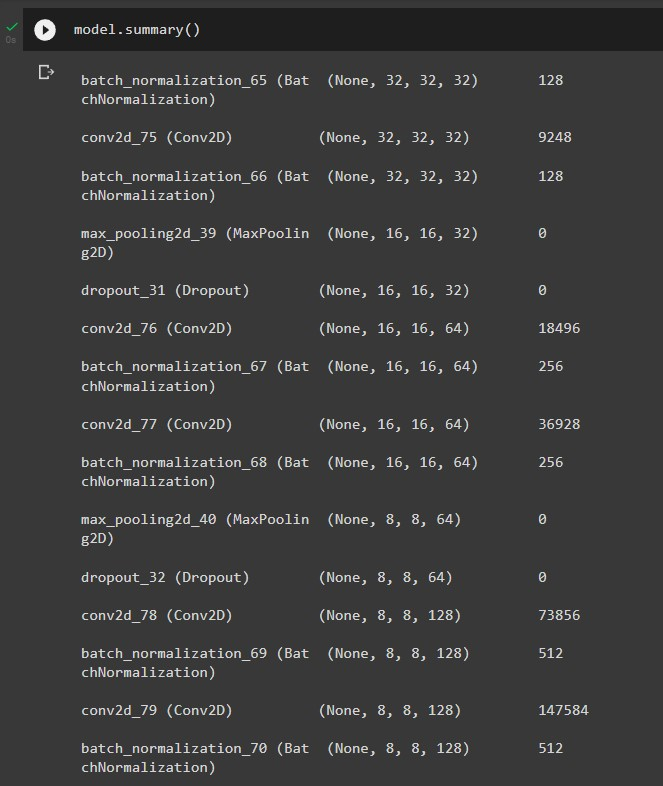 0s
model.summary()
batch_normalization_65 (Bat (None, 32, 32, 32) 128
chNormalization)
conv2d_75 (Conv2D) (None, 32, 32, 32) 9248
batch_normalization_66 (Bat (None, 32, 32, 32) 128
chNormalization)
max_pooling2d_39 (MaxPoolin (None, 16, 16, 32) 0
g2D)
dropout_31 (Dropout) (None, 16, 16, 32) 0
conv2d_76 (Conv2D) (None, 16, 16, 64) 18496
batch_normalization_67 (Bat (None, 16, 16, 64) 256
chNormalization)
conv2d_77 (Conv2D) (None, 16, 16, 64) 36928
batch_normalization_68 (Bat (None, 16, 16, 64) 256
chNormalization)
max_pooling2d_40 (MaxPoolin (None, 8, 8, 64) 0
g2D)
dropout_32 (Dropout) (None, 8, 8, 64) 0
conv2d_78 (Conv2D) (None, 8, 8, 128) 73856
batch_normalization_69 (Bat (None, 8, 8, 128) 512
chNormalization)
conv2d_79 (Conv2D) (None, 8, 8, 128) 147584
batch_normalization_70 (Bat (None, 8, 8, 128) 512
chNormalization)